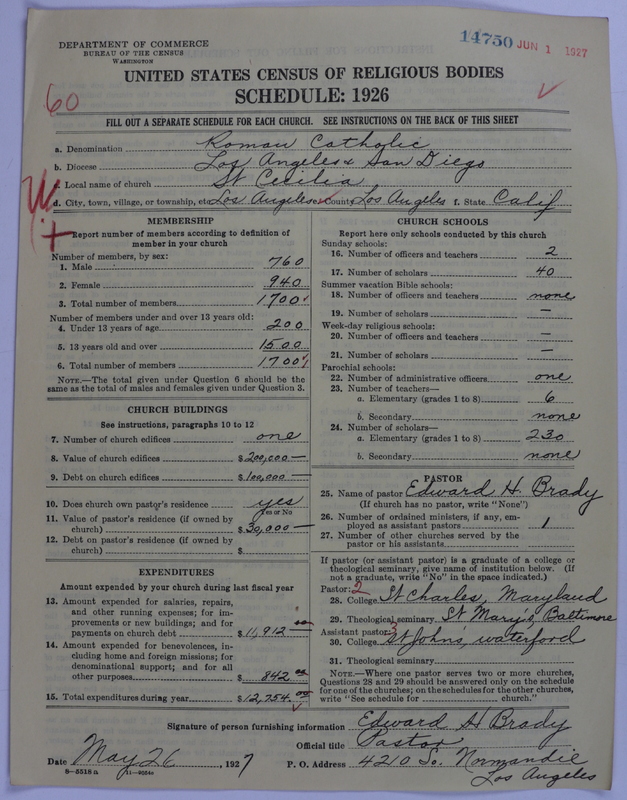 DEPARTMENT OF COMMERCE
BUREAU OF THE CENSUS
WASHINGTON
14750 JUN 1 1927
UNITED STATES CENSUS OF RELIGIOUS BODIES
SCHEDULE: 1926
60
FILL OUT A SEPARATE SCHEDULE FOR EACH CHURCH. SEE INSTRUCTIONS ON THE BACK OF THIS SHEET
a. Denomination Roman Catholic
b. Diocese Los Angeles & San Diego
c. Local name of church St Cecilia
d. City, town, village, or township, etc. Los Angeles e. County Los Angeles f. State Calif
MEMBERSHIP
Report number of members according to definition of
member in your church
Number of members, by sex:
1. Male 760
2. Female 940
3. Total number of members 1700
Number of members under and over 13 years old:
4. Under 13 years of age 200
5. 13 years old and over 1500
6. Total number of members 1700
NOTE.—The total given under Question 6 should be the
same as the total of males and females given under Question 3.
CHURCH BUILDINGS
See instructions, paragraphs 10 to 12
7. Number of church edifices one
8. Value of church edifices $200,000—
9. Debt on church edifices $100,000—
10. Does church own pastor's residence yes
Yes or No
11. Value of pastor's residence (if owned by
church) $30,000—
12. Debt on pastor's residence (if owned by
church) $
EXPENDITURES
Amount expended by your church during last fiscal year
13. Amount expended for salaries, repairs,
and other running expenses; for im-
provements or new buildings; and for
payments on church debt $11,912 00
14. Amount expended for benevolences, in-
cluding home and foreign missions; for
denominational support; and for all
other purposes $842 00
15. Total expenditures during year $12,754.00
CHURCH SCHOOLS
Report here only schools conducted by this church
Sunday schools:
16. Number of officers and teachers 2
17. Number of scholars 40
Summer vacation Bible schools:
18. Number of officers and teachers none
19. Number of scholars —
Week-day religious schools:
20. Number of officers and teachers —
21. Number of scholars —
Parochial schools:
22. Number of administrative officers one
23. Number of teachers—
a. Elementary (grades 1 to 8) 6
b. Secondary none
24. Number of scholars—
a. Elementary (grades 1 to 8) 230
b. Secondary none
PASTOR
25. Name of pastor Edward H. Brady
(If church has no pastor, write "None")
26. Number of ordained ministers, if any, em-
ployed as assistant pastors 1
27. Number of other churches served by the
pastor or his assistants
If pastor (or assistant pastor) is a graduate of a college or
theological seminary, give name of institution below. (If
not a graduate, write "No" in the space indicated.)
Pastor: 2
28. College St Charles, Maryland
29. Theological seminary St Mary's, Baltimore
Assistant pastor: 3
30. College St Johns, waterford
31. Theological seminary
NOTE.—Where one pastor serves two or more churches,
Questions 28 and 29 should be answered only on the schedule
for one of the churches; on the schedules for the other churches,
write "See schedule for church."
Signature of person furnishing information Edward H Brady
Official title Pastor
Date May 26, 1927 P. O. Address 4210 So. Normandie
Los Angeles
8-5518 a